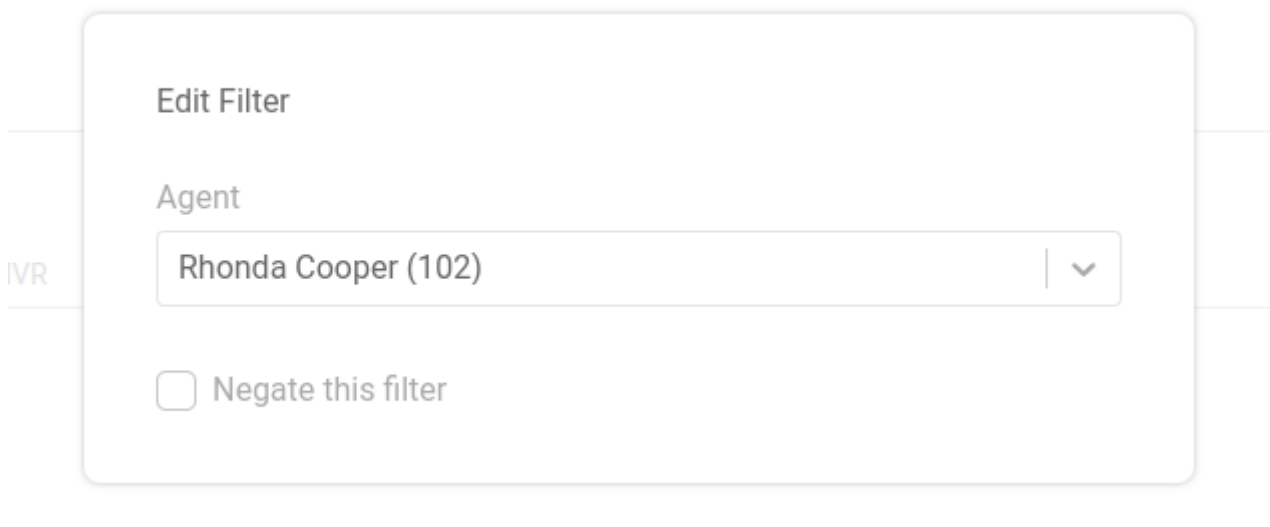 Edit Filter
Agent
IVR
Rhonda Cooper (102)
Negate this filter